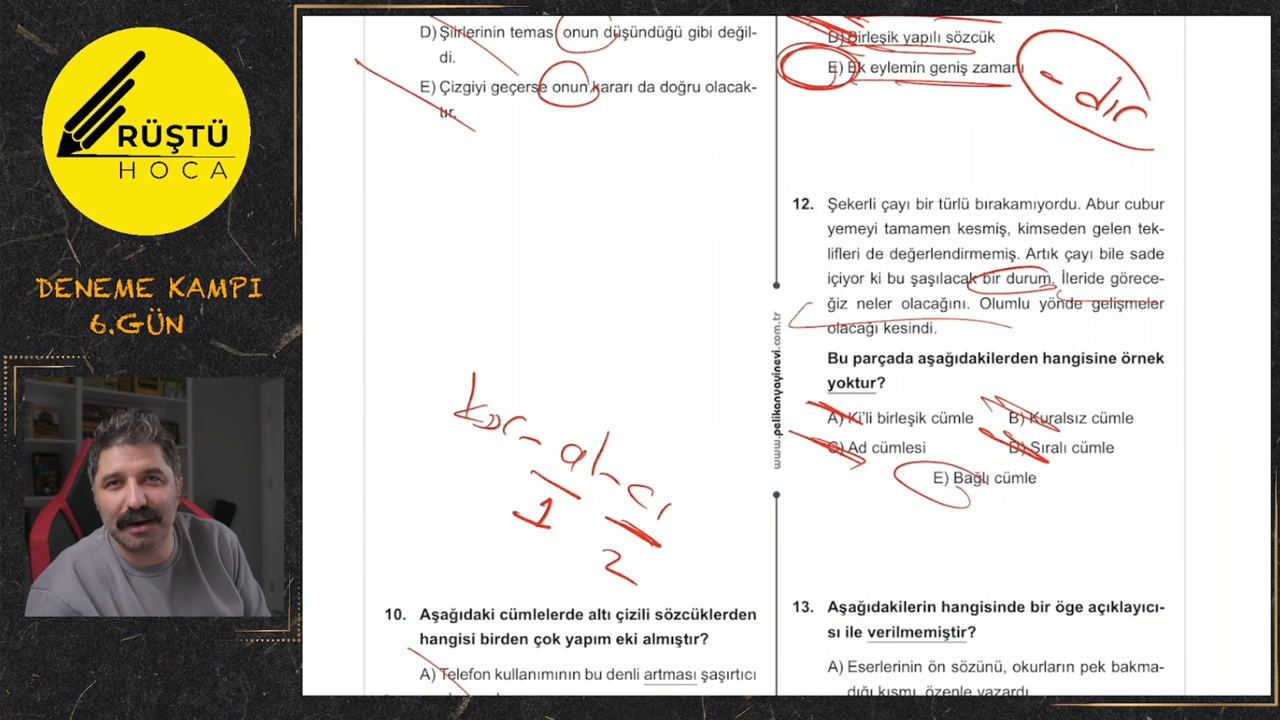 RÜŞTÜ
HOCA
DENEME KAMPI
6.GÜN
D) Şiirlerinin teması onun düşündüğü gibi değil-
di.
E) Çizgiyi geçerse onun kararı da doğru olacak-
tır.
kor-al-cı
1
2
10. Aşağıdaki cümlelerde altı çizili sözcüklerden
hangisi birden çok yapım eki almıştır?
A) Telefon kullanımının bu denli artması şaşırtıcı
www.pelikanyayinevi.com.tr
D) Birleşik yapılı sözcük
E) Ek eylemin geniş zamanı
- dır
12. Şekerli çayı bir türlü bırakamıyordu. Abur cubur
yemeyi tamamen kesmiş, kimseden gelen tek-
lifleri de değerlendirmemiş. Artık çayı bile sade
içiyor ki bu şaşılacak bir durum. İleride görece-
ğiz neler olacağını. Olumlu yönde gelişmeler
olacağı kesindi.
Bu parçada aşağıdakilerden hangisine örnek
yoktur?
A) Ki'li birleşik cümle B) Kuralsız cümle
C) Ad cümlesi D) Sıralı cümle
E) Bağlı cümle
13. Aşağıdakilerin hangisinde bir öge açıklayıcı-
sı ile verilmemiştir?
A) Eserlerinin ön sözünü, okurların pek bakma-
dığı kısmı, özenle yazardı.